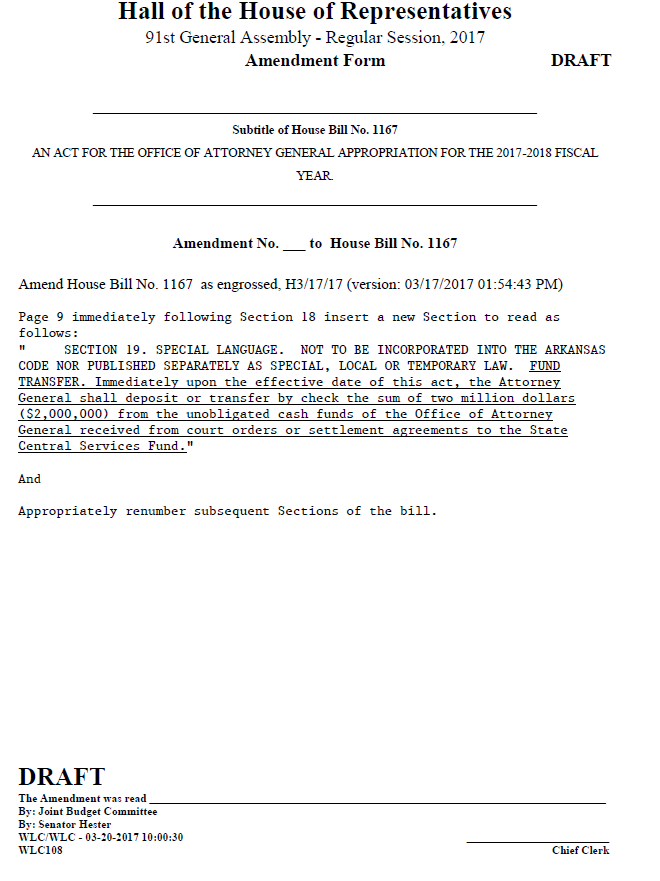 Hall of the House of Representatives
91st General Assembly - Regular Session, 2017
Amendment Form DRAFT
Subtitle of House Bill No. 1167
AN ACT FOR THE OFFICE OF ATTORNEY GENERAL APPROPRIATION FOR THE 2017-2018 FISCAL
YEAR.
Amendment No. ___ to House Bill No. 1167
Amend House Bill No. 1167 as engrossed, H3/17/17 (version: 03/17/2017 01:54:43 PM)
Page 9 immediately following Section 18 insert a new Section to read as
follows:
" SECTION 19. SPECIAL LANGUAGE. NOT TO BE INCORPORATED INTO THE ARKANSAS
CODE NOR PUBLISHED SEPARATELY AS SPECIAL, LOCAL OR TEMPORARY LAW. FUND
TRANSFER. Immediately upon the effective date of this act, the Attorney
General shall deposit or transfer by check the sum of two million dollars
($2,000,000) from the unobligated cash funds of the Office of Attorney
General received from court orders or settlement agreements to the State
Central Services Fund."
And
Appropriately renumber subsequent Sections of the bill.
DRAFT
The Amendment was read
By: Joint Budget Committee
By: Senator Hester
WLC/WLC - 03-20-2017 10:00:30
WLC108 Chief Clerk